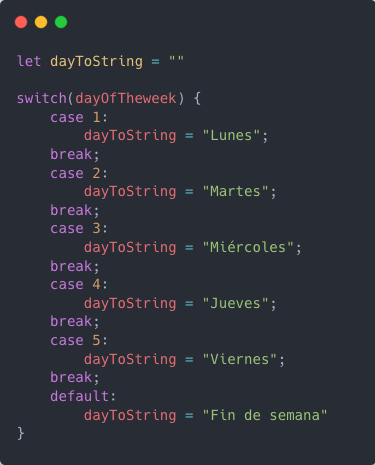 let dayToString = ""
switch(dayOfTheweek) {
    case 1:
        dayToString = "Lunes";
    break;
    case 2:
        dayToString = "Martes";
    break;
    case 3:
        dayToString = "Miércoles";
    break;
    case 4:
        dayToString = "Jueves";
    break;
    case 5:
        dayToString = "Viernes";
    break;
    default:
        dayToString = "Fin de semana"
}